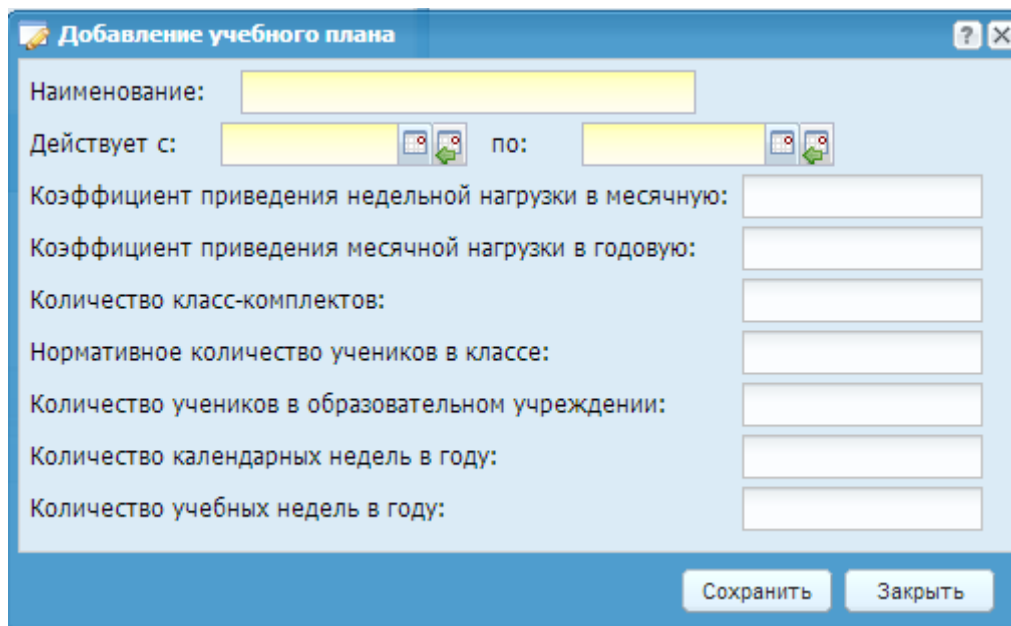 Добавление учебного плана
Наименование:
Действует с: по:
Коэффициент приведения недельной нагрузки в месячную:
Коэффициент приведения месячной нагрузки в годовую:
Количество класс-комплектов:
Нормативное количество учеников в классе:
Количество учеников в образовательном учреждении:
Количество календарных недель в году:
Количество учебных недель в году:
Сохранить Закрыть